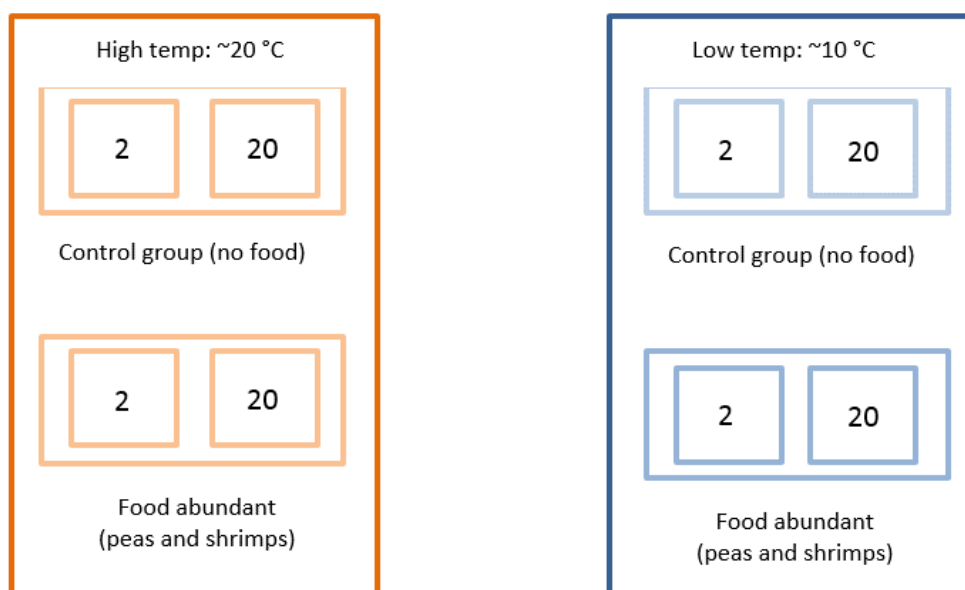 High temp: ~20 °C
2 20
Control group (no food)
2 20
Food abundant
(peas and shrimps)
Low temp: ~10 °C
2 20
Control group (no food)
2 20
Food abundant
(peas and shrimps)